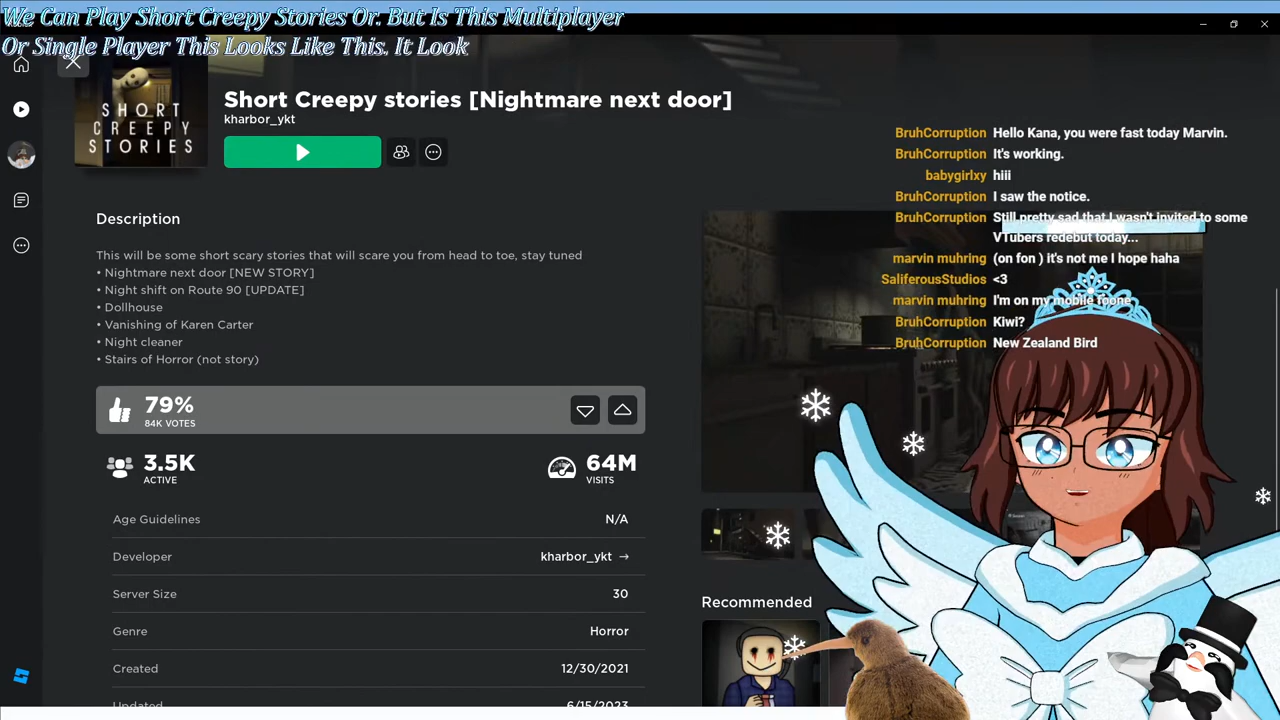 We Can Play Short Creepy Stories Or. But Is This Multiplayer
Or Single Player This Looks Like This. It Look
SHORT
CREEPY
STORIES
Short Creepy stories [Nightmare next door]
kharbor_ykt
BruhCorruption Hello Kana, you were fast today Marvin.
BruhCorruption It's working.
babygirlxy hiii
BruhCorruption I saw the notice.
BruhCorruption Still pretty sad that I wasn't invited to some
VTubers redebut today...
marvin muhring (on fon ) it's not me I hope haha
SaliferousStudios <3
marvin muhring I'm on my mobile foone
BruhCorruption Kiwi?
BruhCorruption New Zealand Bird
Description
This will be some short scary stories that will scare you from head to toe, stay tuned
• Nightmare next door [NEW STORY]
• Night shift on Route 90 [UPDATE]
• Dollhouse
• Vanishing of Karen Carter
• Night cleaner
• Stairs of Horror (not story)
79%
84K VOTES
3.5K
ACTIVE
64M
VISITS
Age Guidelines N/A
Developer kharbor_ykt →
Server Size 30
Genre Horror
Created 12/30/2021
Updated 6/15/2023
Recommended